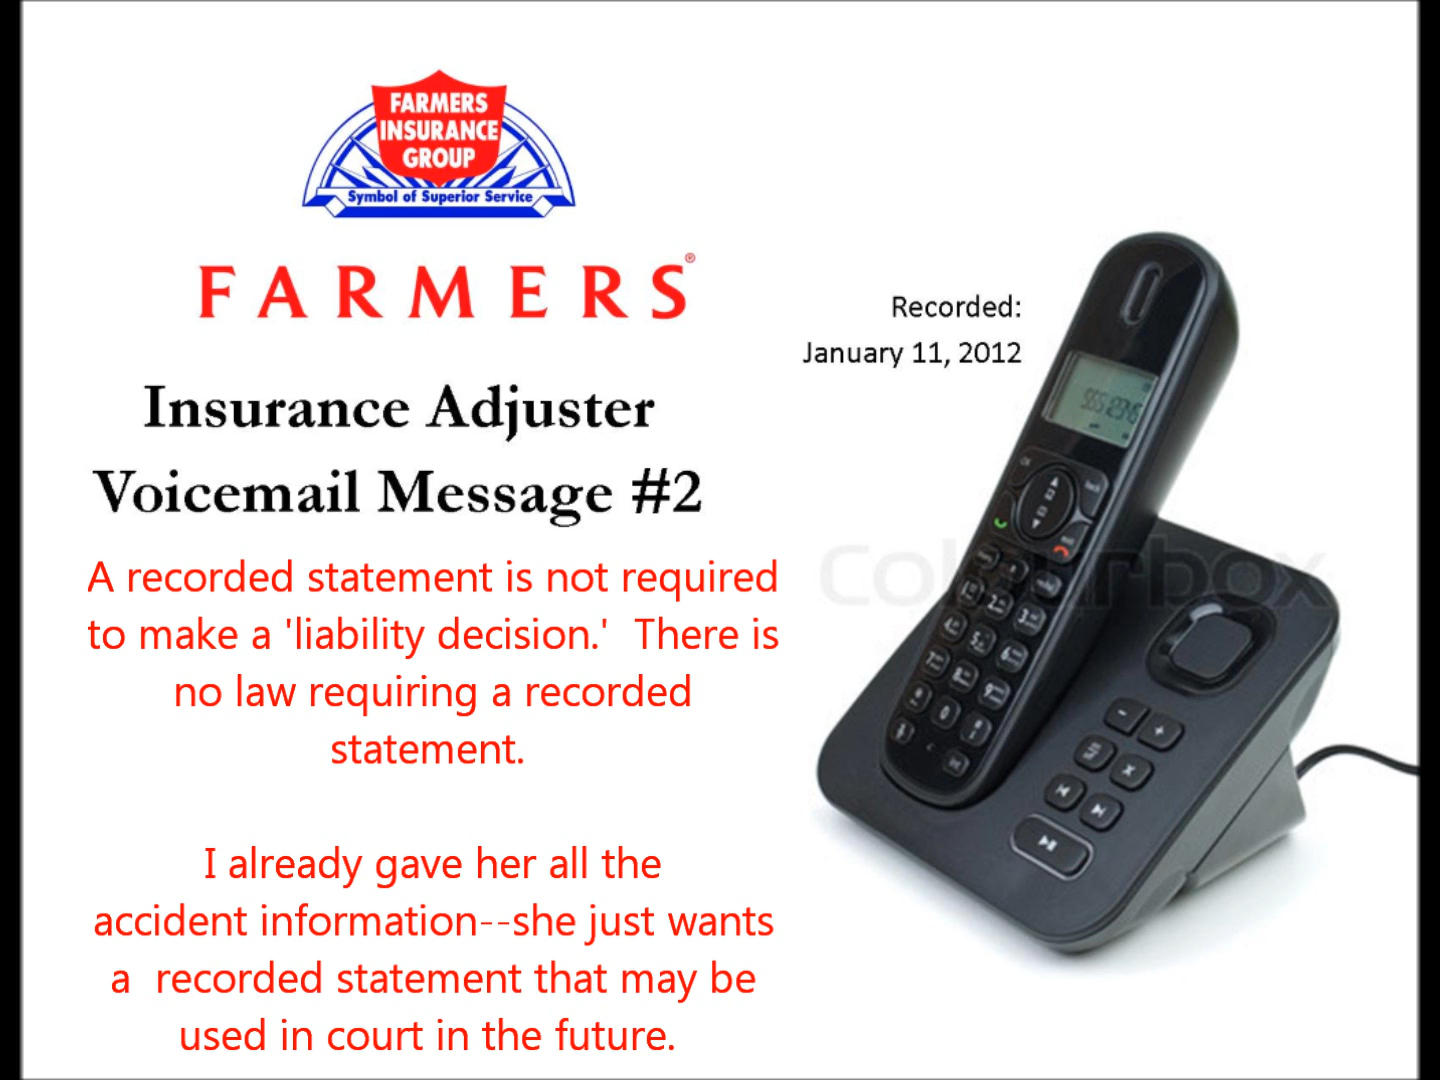 FARMERS
INSURANCE
GROUP
Symbol of Superior Service
FARMERS®
Recorded:
January 11, 2012
Insurance Adjuster
Voicemail Message #2
A recorded statement is not required
to make a 'liability decision.' There is
no law requiring a recorded
statement.
I already gave her all the
accident information--she just wants
a recorded statement that may be
used in court in the future.
colourbox